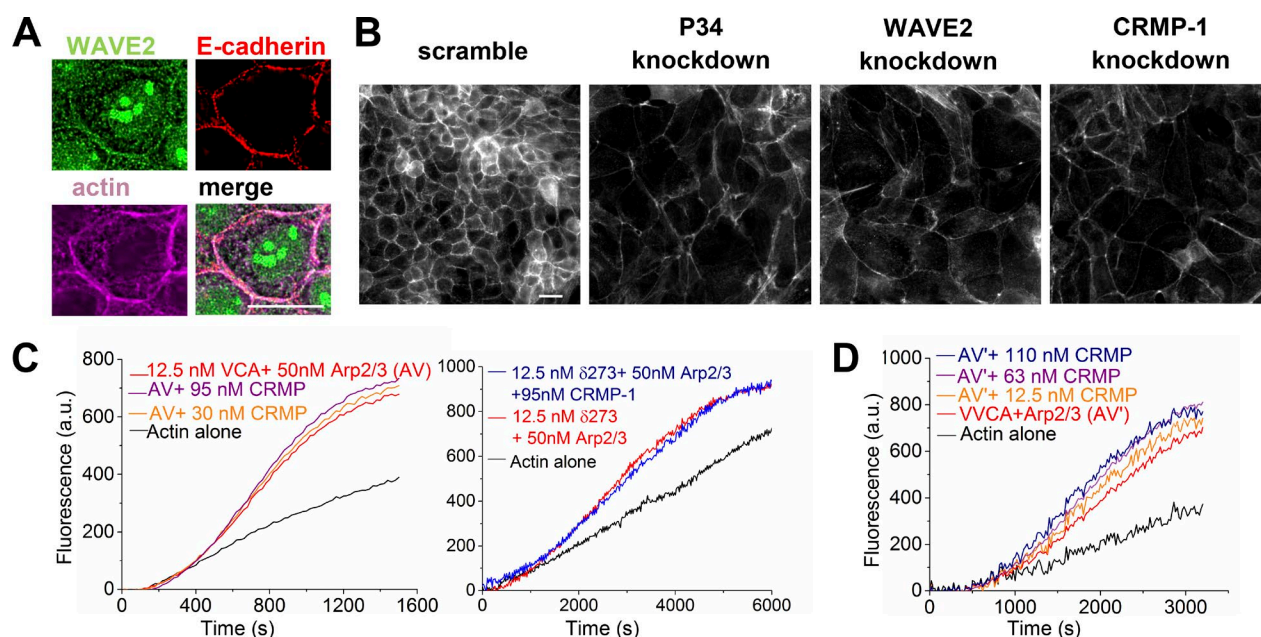 A
WAVE2
E-cadherin
actin
merge
B
scramble
P34
knockdown
WAVE2
knockdown
CRMP-1
knockdown
C
800
600
400
200
0
Fluorescence (a.u.)
12.5 nM VCA+ 50nM Arp2/3 (AV)
AV+ 95 nM CRMP
AV+ 30 nM CRMP
Actin alone
0
400
800
1200
1600
Time (s)
1000
800
600
400
200
0
12.5 nM δ273+ 50nM Arp2/3
+95nM CRMP-1
12.5 nM δ273
+ 50nM Arp2/3
Actin alone
0
2000
4000
6000
Time (s)
D
1000
800
600
400
200
0
Fluorescence (a.u.)
AV'+ 110 nM CRMP
AV'+ 63 nM CRMP
AV'+ 12.5 nM CRMP
VVCA+Arp2/3 (AV')
Actin alone
0
1000
2000
3000
Time (s)